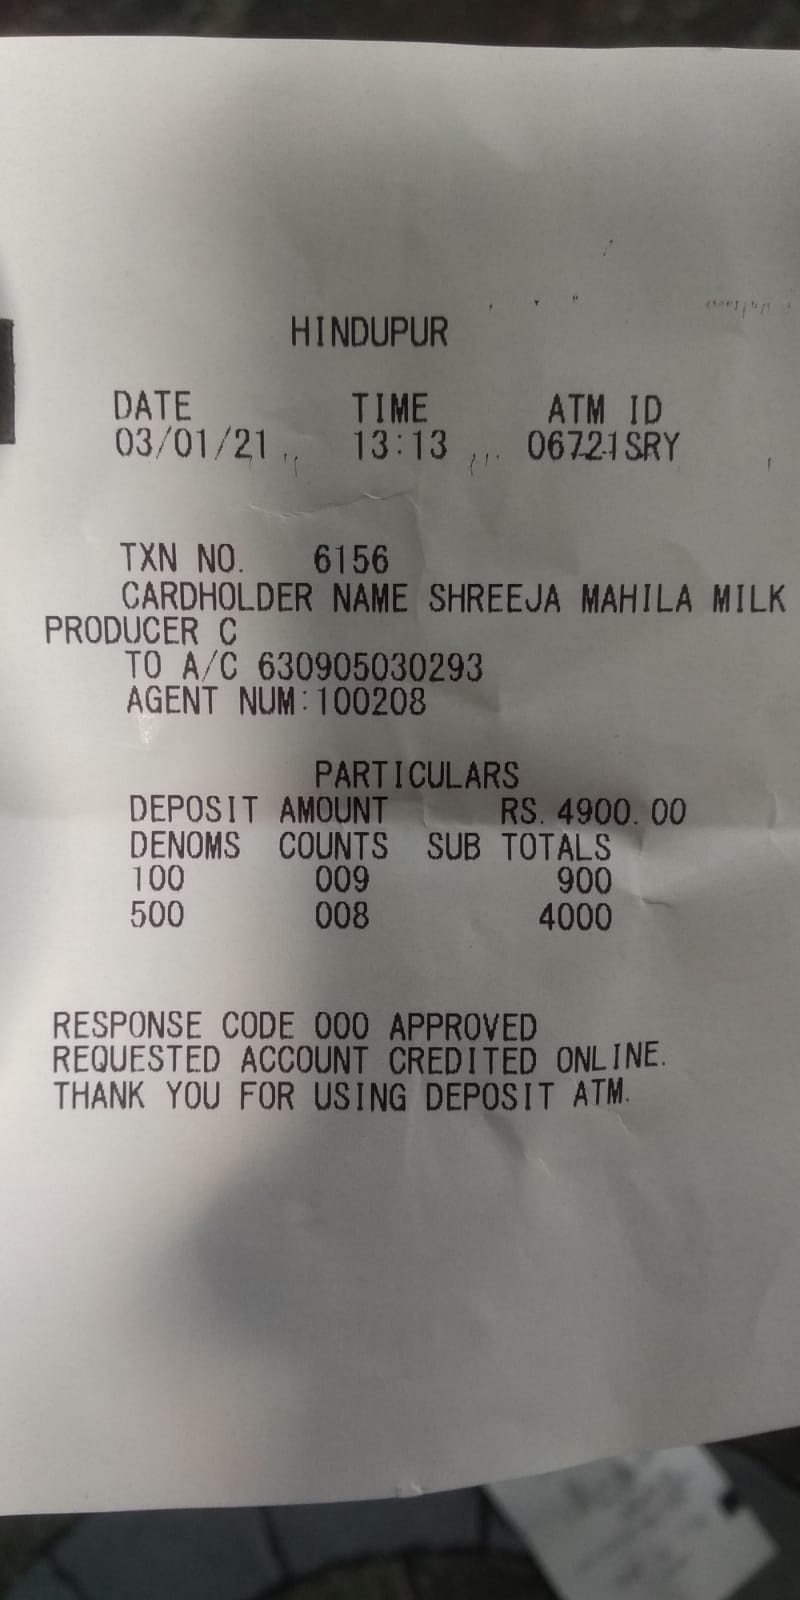 HINDUPUR
DATE TIME ATM ID
03/01/21 13:13 06721SRY
TXN NO. 6156
CARDHOLDER NAME SHREEJA MAHILA MILK
PRODUCER C
TO A/C 630905030293
AGENT NUM:100208
PARTICULARS
DEPOSIT AMOUNT RS. 4900.00
DENOMS COUNTS SUB TOTALS
100 009 900
500 008 4000
RESPONSE CODE 000 APPROVED
REQUESTED ACCOUNT CREDITED ONLINE.
THANK YOU FOR USING DEPOSIT ATM.